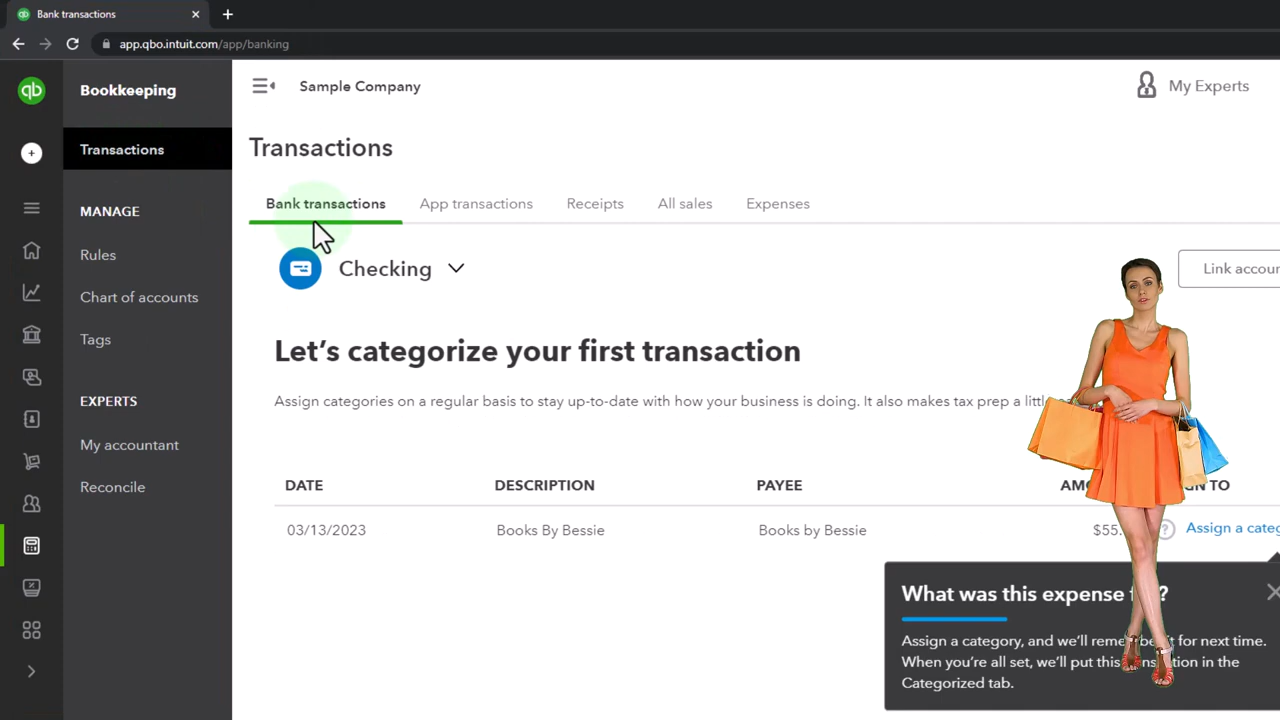 Bank transactions
app.qbo.intuit.com/app/banking
qb
Bookkeeping
Sample Company
My Experts
Transactions
Transactions
Bank transactions
App transactions
Receipts
All sales
Expenses
MANAGE
Rules
Chart of accounts
Tags
EXPERTS
My accountant
Reconcile
Checking
Link accou
Let's categorize your first transaction
Assign categories on a regular basis to stay up-to-date with how your business is doing. It also makes tax prep a little
DATE DESCRIPTION PAYEE TO
03/13/2023 Books By Bessie Books by Bessie $55. Assign a categ
What was this expense ?
Assign a category, and we'll for next time.
When you're all set, we'll put this in the
Categorized tab.